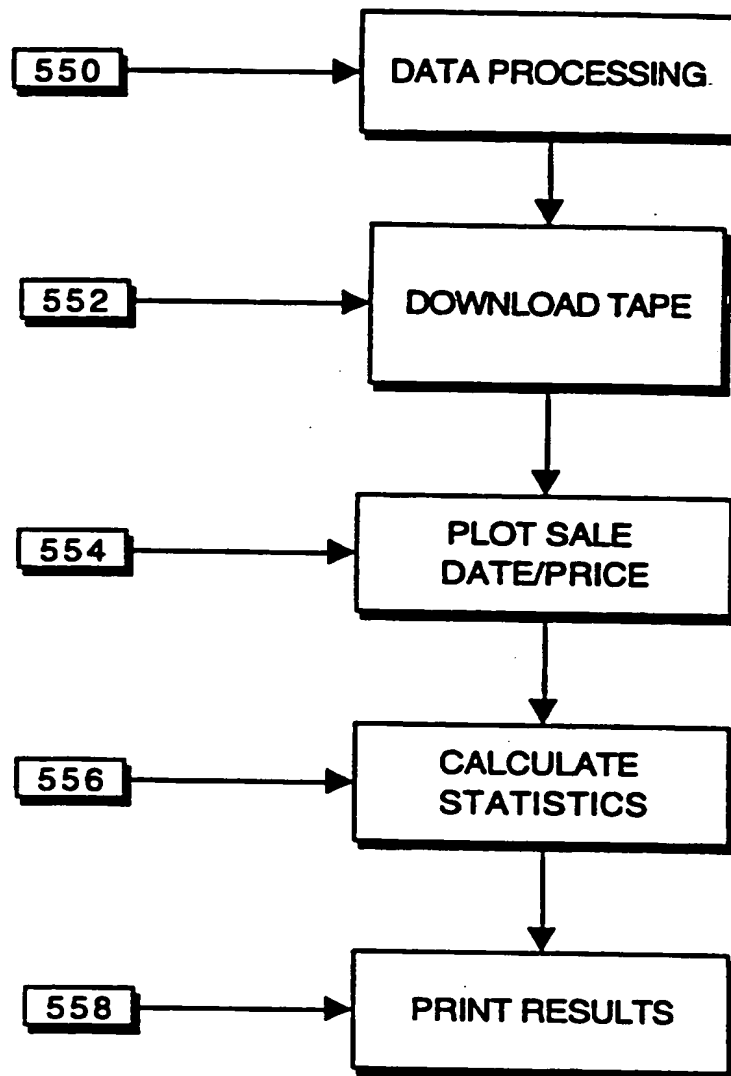 550
DATA PROCESSING
552
DOWNLOAD TAPE
554
PLOT SALE
DATE/PRICE
556
CALCULATE
STATISTICS
558
PRINT RESULTS